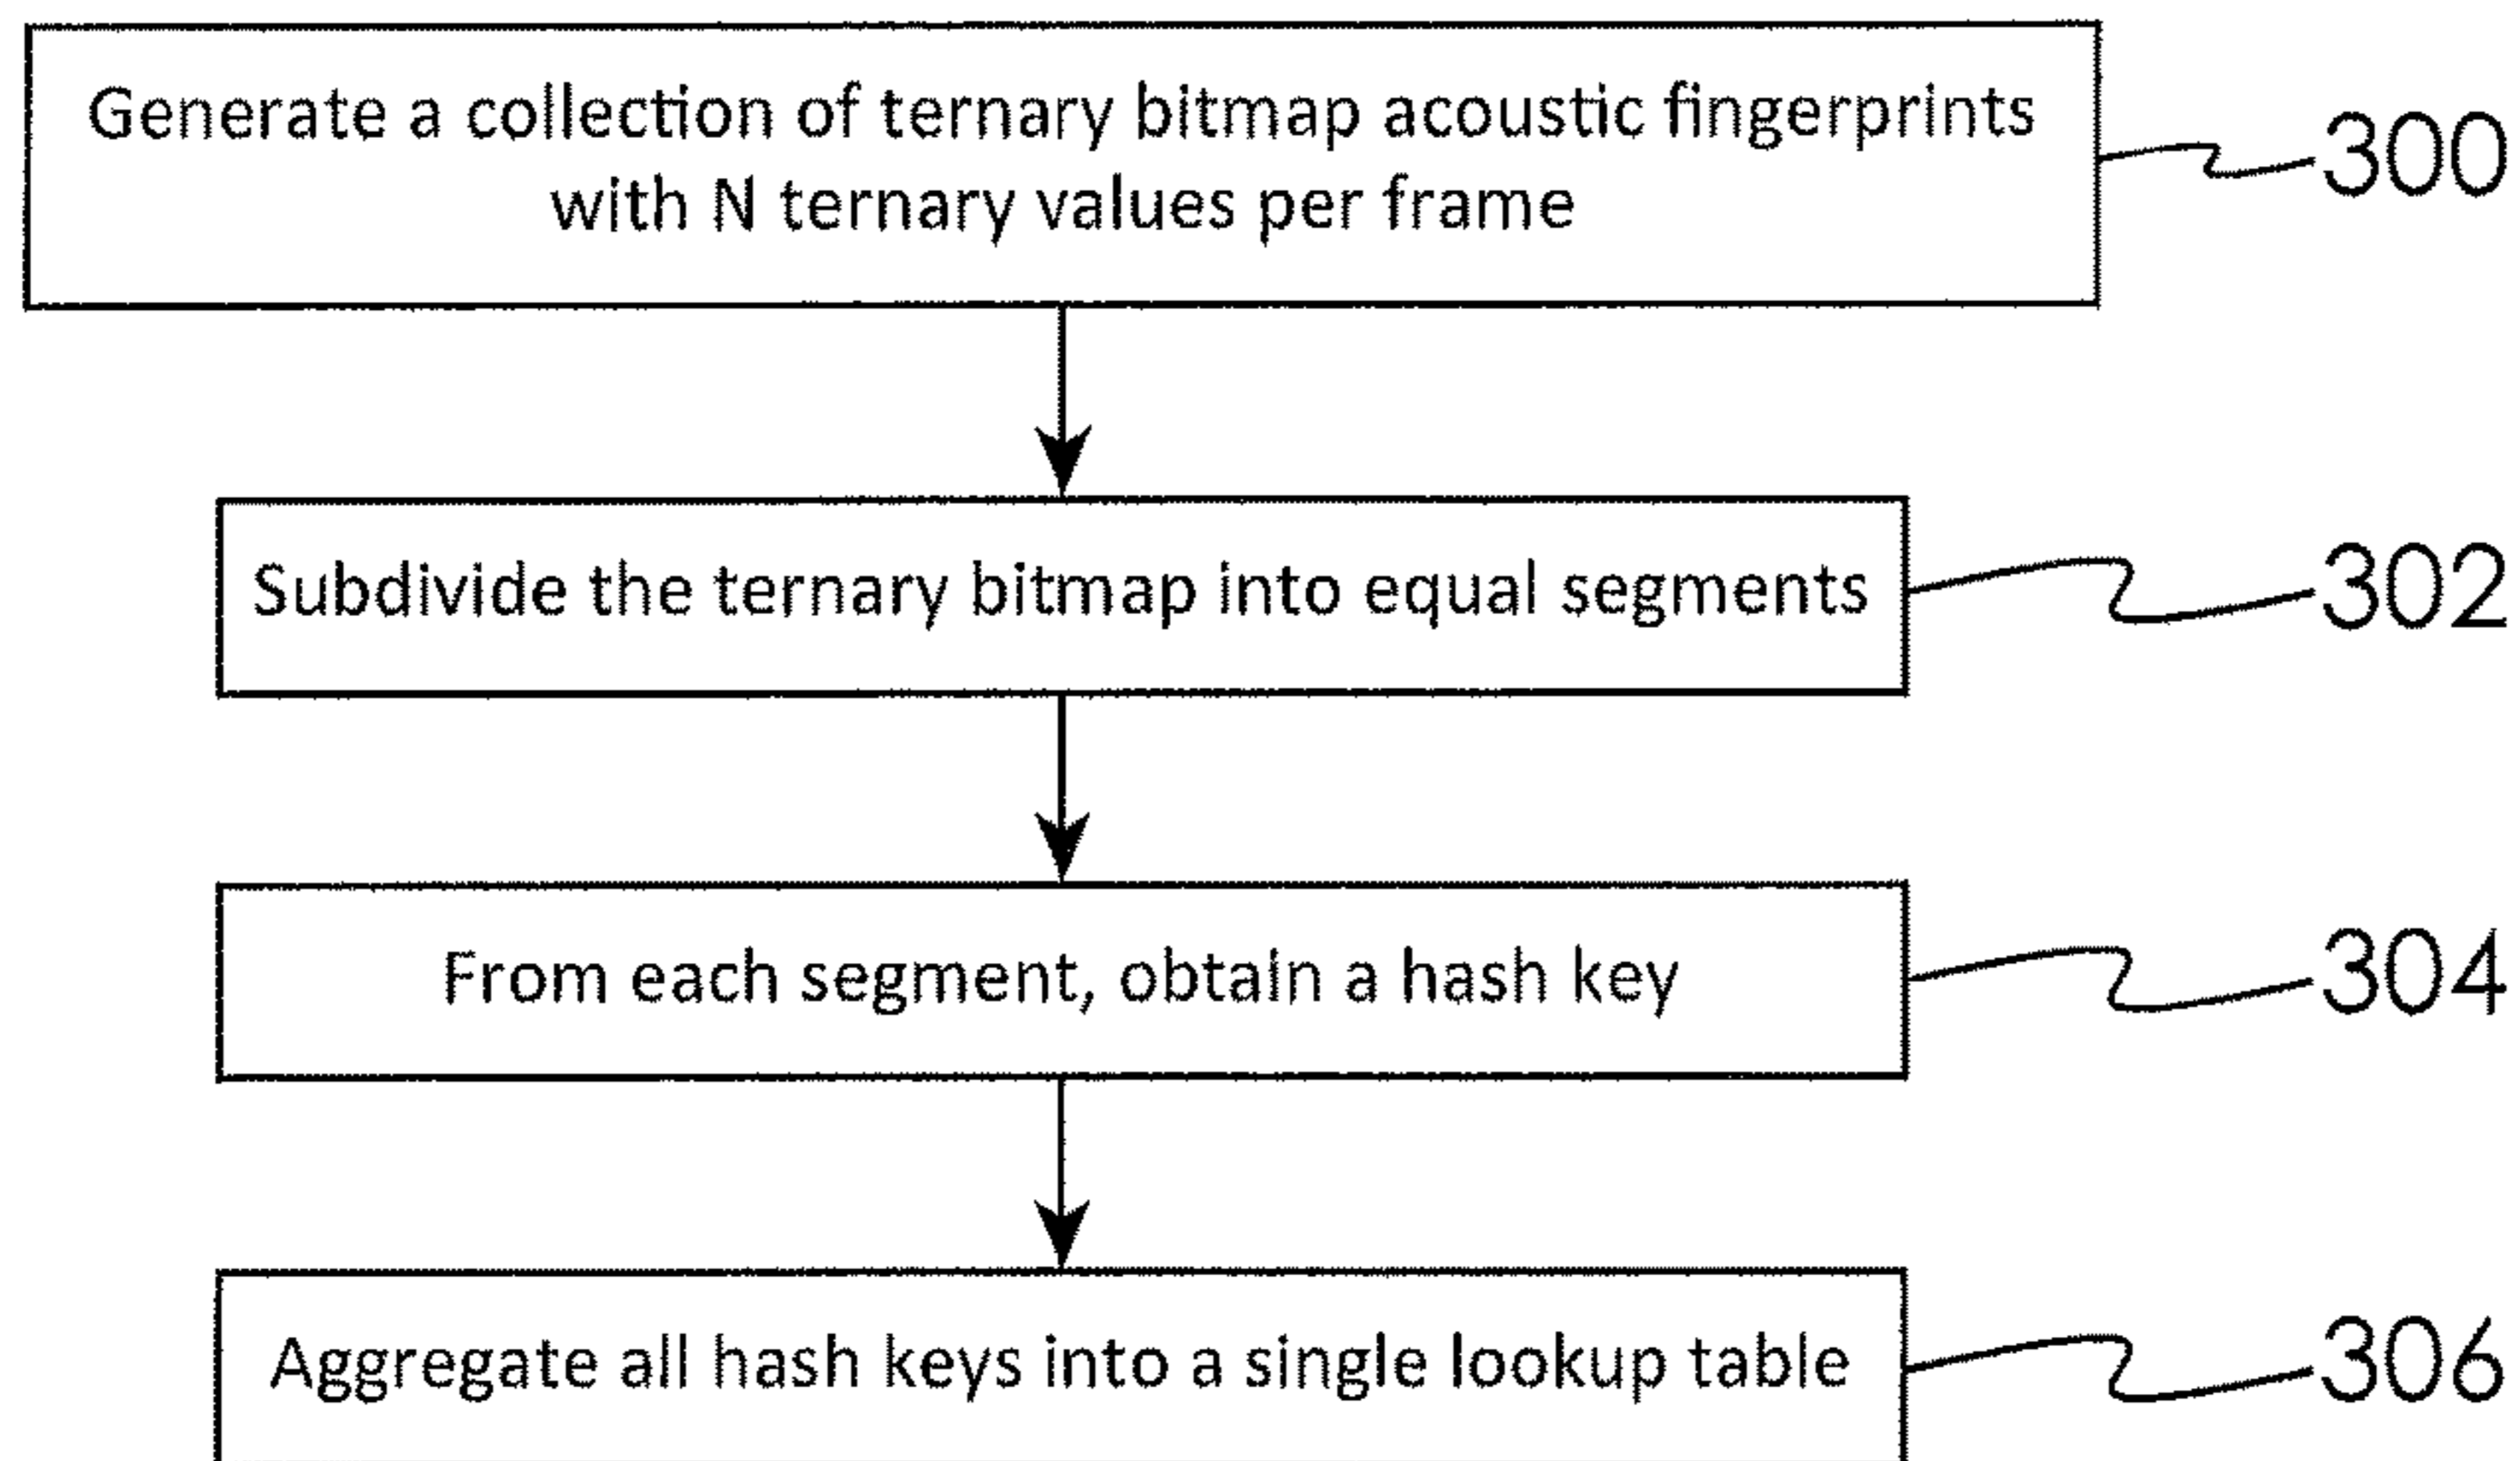 Generate a collection of ternary bitmap acoustic fingerprints
with N ternary values per frame
300
Subdivide the ternary bitmap into equal segments
302
From each segment, obtain a hash key
304
Aggregate all hash keys into a single lookup table
306